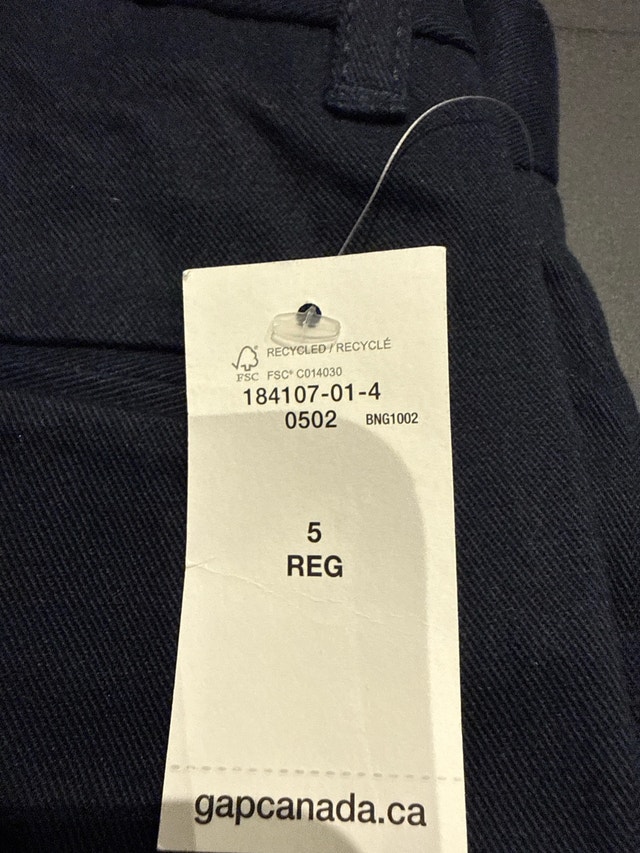 RECYCLED / RECYCLÉ
FSC FSC® C014030
184107-01-4
0502 BNG1002
5
REG
gapcanada.ca